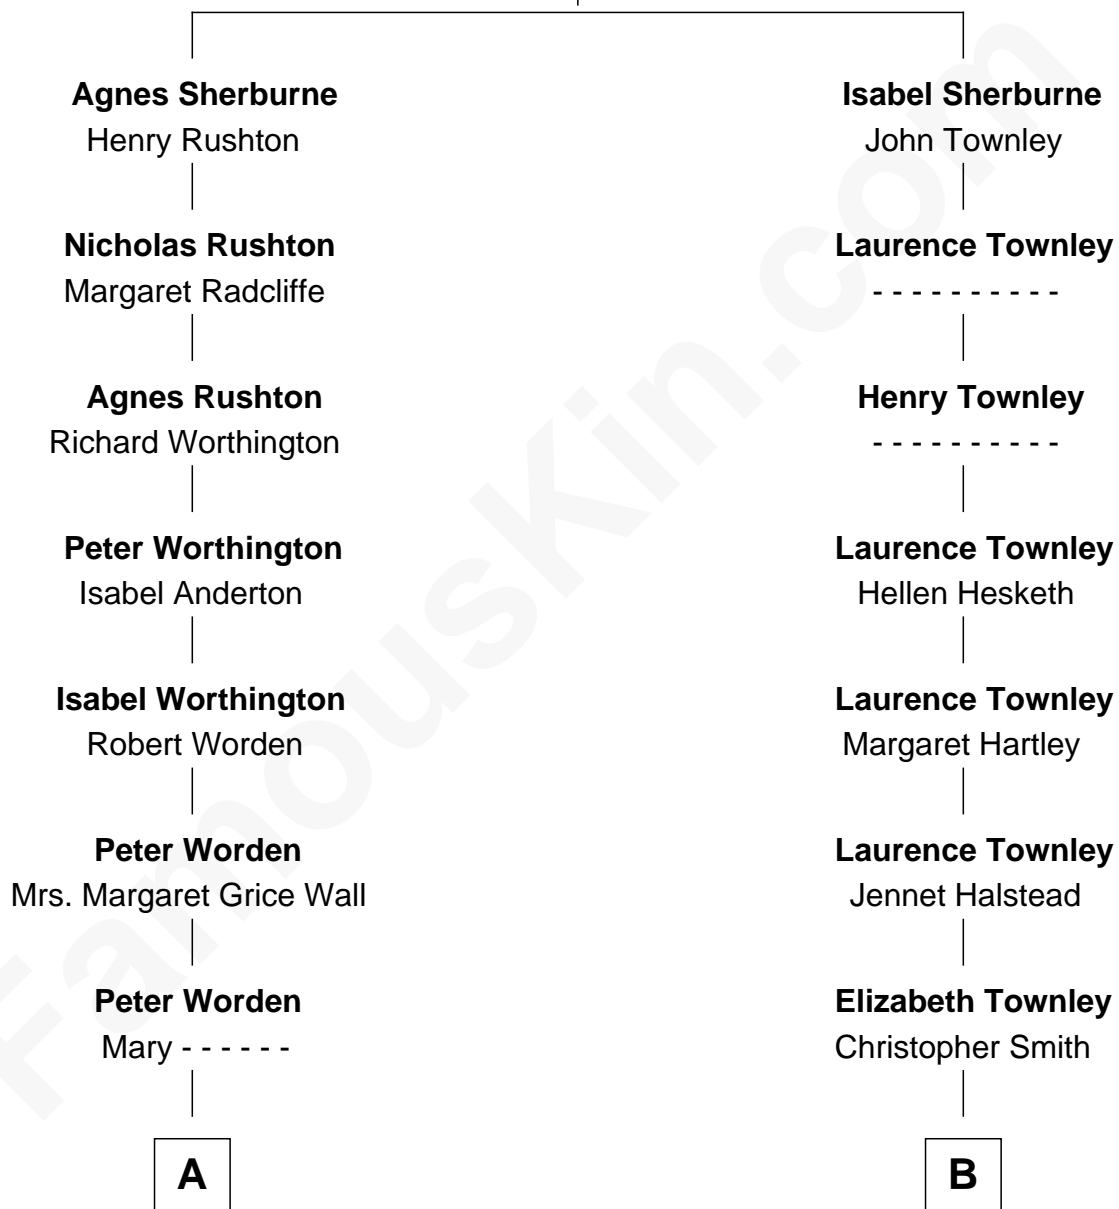 Agnes Sherburne
Henry Rushton
Nicholas Rushton
Margaret Radcliffe
Agnes Rushton
Richard Worthington
Peter Worthington
Isabel Anderton
Isabel Worthington
Robert Worden
Peter Worden
Mrs. Margaret Grice Wall
Peter Worden
Mary - - - - - -
A
Isabel Sherburne
John Townley
Laurence Townley
- - - - - - - - - -
Henry Townley
- - - - - - - - - -
Laurence Townley
Hellen Hesketh
Laurence Townley
Margaret Hartley
Laurence Townley
Jennet Halstead
Elizabeth Townley
Christopher Smith
B
FamousKin.com